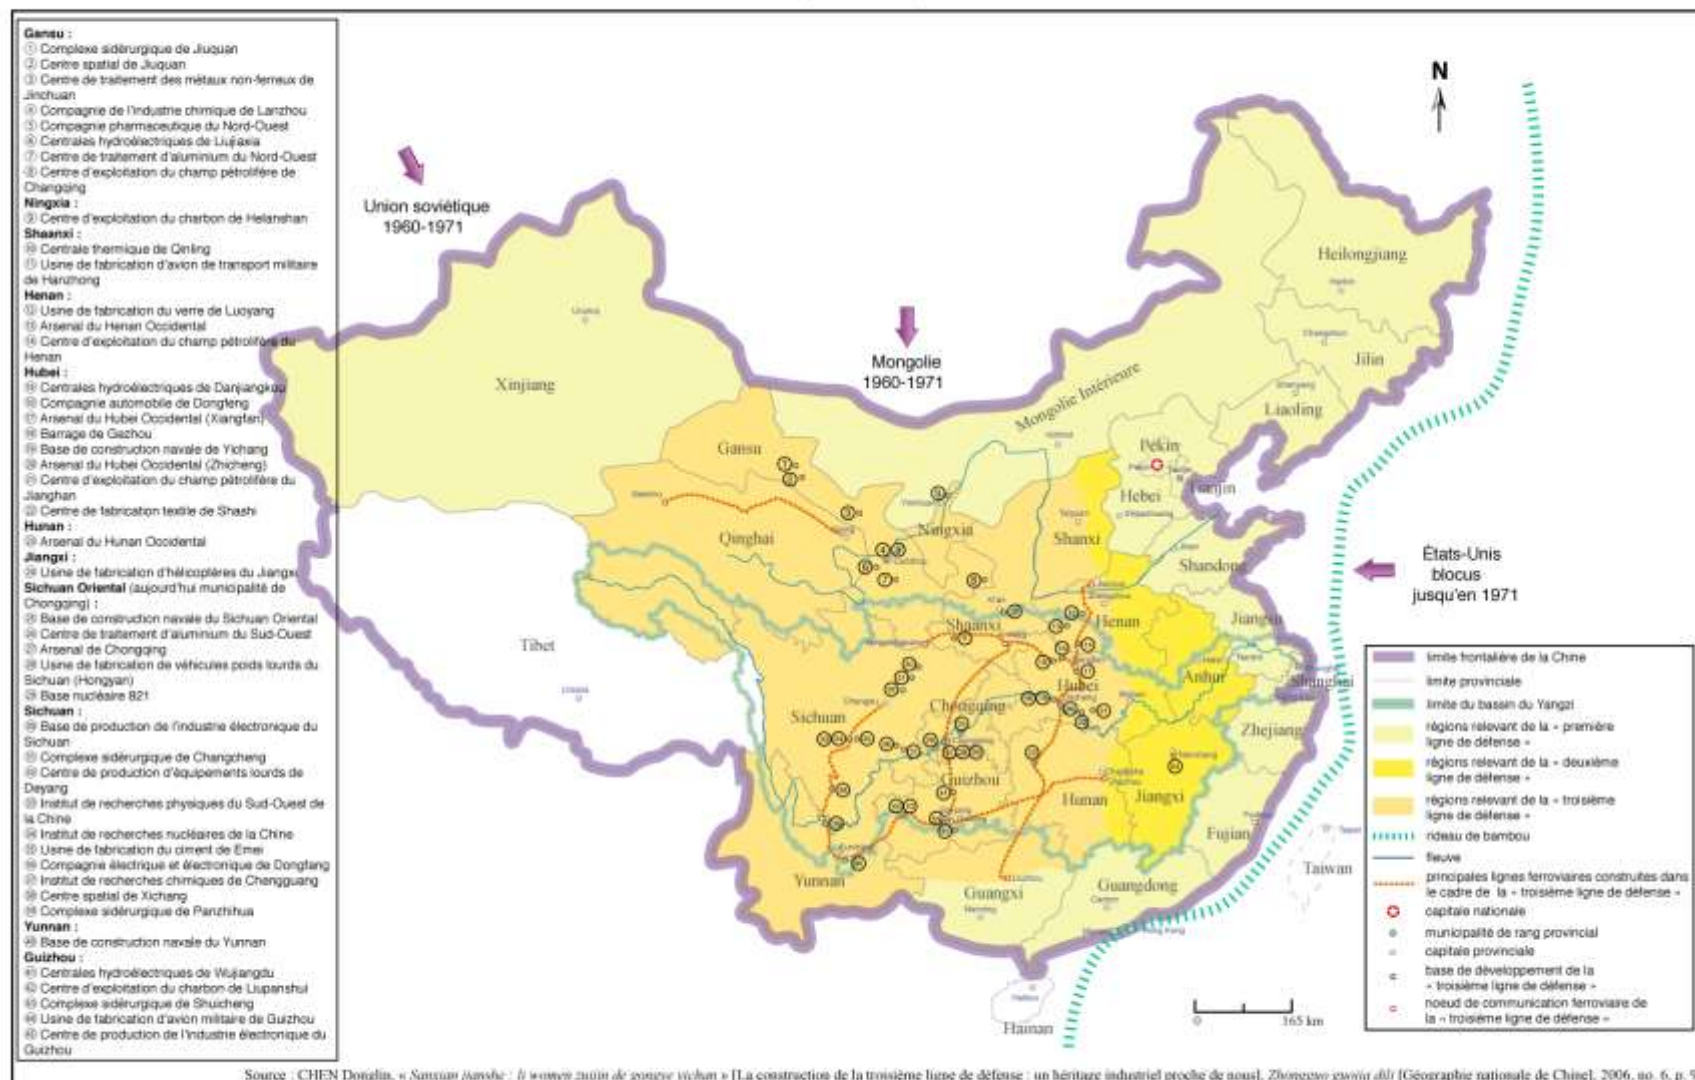 Gansu :
① Complexe sidérurgique de Jiuquan
② Centre spatial de Jiuquan
③ Centre de traitement des métaux non-ferreux de
Jinchuan
④ Compagnie de l'industrie chimique de Lanzhou
⑤ Compagnie pharmaceutique du Nord-Ouest
⑥ Centrales hydroélectriques de Liujiaxia
⑦ Centre de traitement d'aluminium du Nord-Ouest
⑧ Centre d'exploitation du champ pétrolifère de
Changqing
Ningxia :
⑨ Centre d'exploitation du charbon de Helanshan
Shaanxi :
⑩ Centrale thermique de Qinling
⑪ Usine de fabrication d'avion de transport militaire
de Hanzhong
Henan :
⑫ Usine de fabrication du verre de Luoyang
⑬ Arsenal du Henan Occidental
⑭ Centre d'exploitation du champ pétrolifère du
Henan
Hubei :
⑮ Centrales hydroélectriques de Danjiangkou
⑯ Compagnie automobile de Dongfeng
⑰ Arsenal du Hubei Occidental (Xiangfan)
⑱ Barrage de Gezhou
⑲ Base de construction navale de Yichang
⑳ Arsenal du Hubei Occidental (Zhicheng)
㉑ Centre d'exploitation du champ pétrolifère du
Jianghan
㉒ Centre de fabrication textile de Shashi
Hunan :
㉓ Arsenal du Hunan Occidental
Jiangxi :
㉔ Usine de fabrication d'hélicoptères du Jiangxi
Sichuan Oriental (aujourd'hui municipalité de
Chongqing) :
㉕ Base de construction navale du Sichuan Oriental
㉖ Centre de traitement d'aluminium du Sud-Ouest
㉗ Arsenal de Chongqing
㉘ Usine de fabrication de véhicules poids lourds du
Sichuan (Hongyan)
㉙ Base nucléaire 821
Sichuan :
㉚ Base de production de l'industrie électronique du
Sichuan
㉛ Complexe sidérurgique de Changcheng
㉜ Centre de production d'équipements lourds de
Deyang
㉝ Institut de recherches physiques du Sud-Ouest de
la Chine
㉞ Institut de recherches nucléaires de la Chine
㉟ Usine de fabrication du ciment de Emei
㊱ Compagnie électrique et électronique de Dongfang
㊲ Institut de recherches chimiques de Chengguang
㊳ Centre spatial de Xichang
㊴ Complexe sidérurgique de Panzhihua
Yunnan :
㊵ Base de construction navale du Yunnan
Guizhou :
㊶ Centrales hydroélectriques de Wujiangdu
㊷ Centre d'exploitation du charbon de Liupanshui
㊸ Complexe sidérurgique de Shuicheng
㊹ Usine de fabrication d'avion militaire de Guizhou
㊺ Centre de production de l'industrie électronique du
Guizhou
N
Union soviétique
1960-1971
Mongolie
1960-1971
États-Unis
blocus
jusqu'en 1971
Heilongjiang
Jilin
Liaoling
Mongolie Intérieure
Xinjiang
Gansu
Pékin
Tianjin
Hebei
Ningxia
Shanxi
Qinghai
Shandong
Shaanxi
Henan
Jiangsu
Tibet
Anhui
Shanghai
Hubei
Sichuan
Chongqing
Zhejiang
Guizhou
Hunan
Jiangxi
Fujian
Yunnan
Guangxi
Guangdong
Taiwan
Hainan
0 365 km
limite frontalière de la Chine
limite provinciale
limite du bassin du Yangzi
régions relevant de la « première
ligne de défense »
régions relevant de la « deuxième
ligne de défense »
régions relevant de la « troisième
ligne de défense »
rideau de bambou
fleuve
principales lignes ferroviaires construites dans
le cadre de la « troisième ligne de défense »
capitale nationale
municipalité de rang provincial
capitale provinciale
base de développement de la
« troisième ligne de défense »
noeud de communication ferroviaire de
la « troisième ligne de défense »
Source : CHEN Donglin, « Sanxian jianshe : li women zuijin de gongye yichan » [La construction de la troisième ligne de défense : un héritage industriel proche de nous], Zhongguo guojia dili [Géographie nationale de Chine], 2006, no. 6, p.